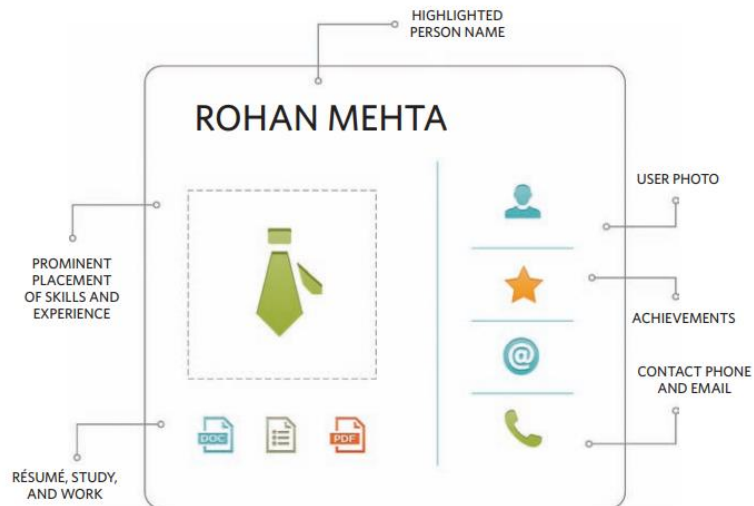 HIGHLIGHTED
PERSON NAME
ROHAN MEHTA
USER PHOTO
PROMINENT
PLACEMENT
OF SKILLS AND
EXPERIENCE
ACHIEVEMENTS
@
CONTACT PHONE
AND EMAIL
DOC
PDF
RÉSUMÉ, STUDY,
AND WORK